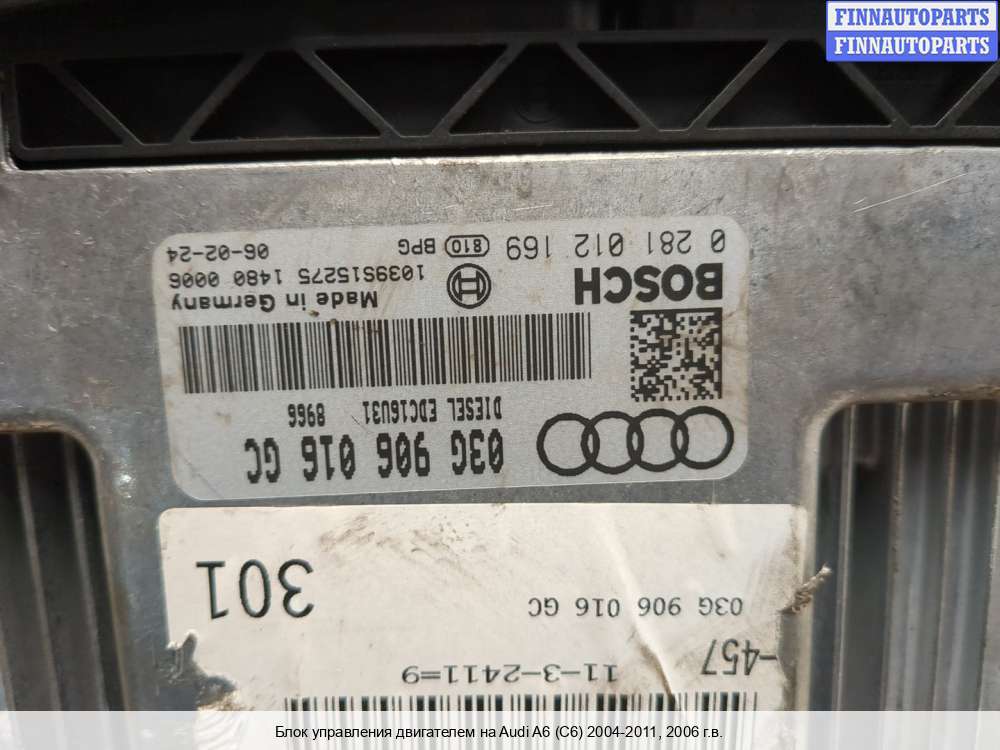 FINNAUTOPARTS
FINNAUTOPARTS
301
03G 906 016 GC
-457
11-3-2411=9
03G 906 016 GC
DIESEL EDC16U31 8966
BOSCH
Made in Germany
1039S15275 1480 0006
0 281 012 169 810 BPG 06-02-24
Блок управления двигателем на Audi A6 (C6) 2004-2011, 2006 г.в.